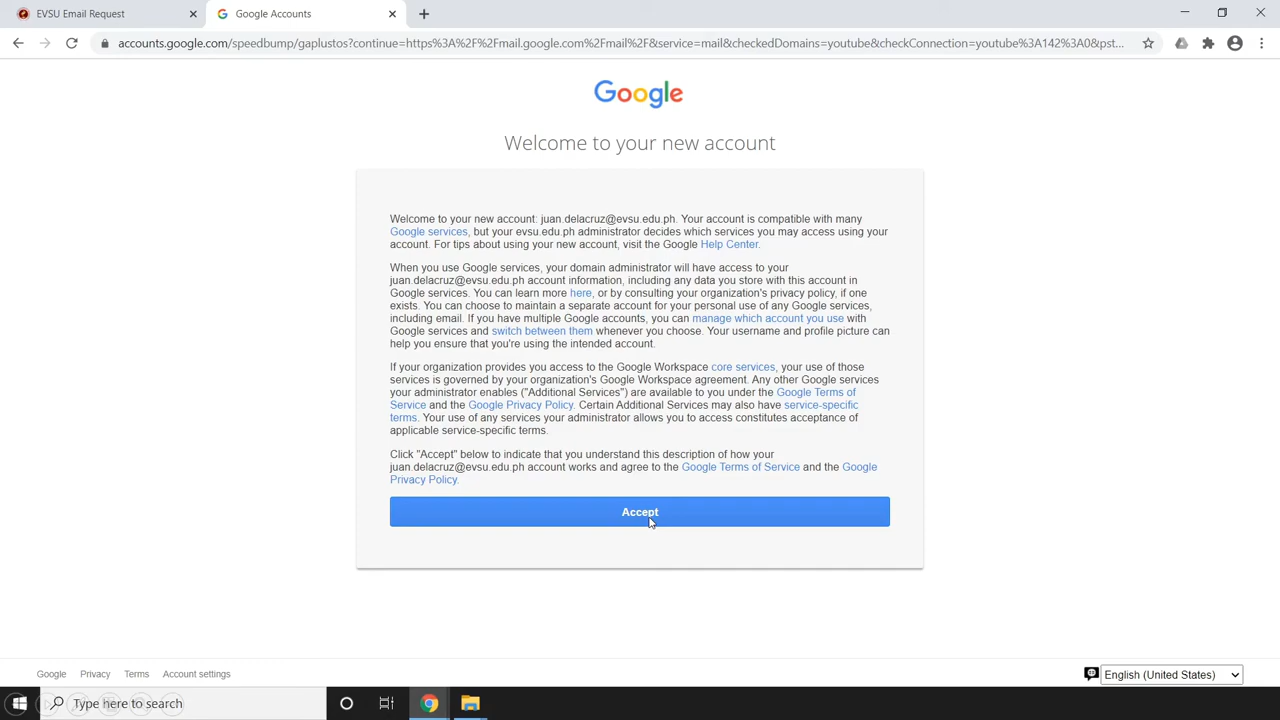 EVSU Email Request
Google Accounts
accounts.google.com/speedbump/gaplustos?continue=https%3A%2F%2Fmail.google.com%2Fmail%2F&service=mail&checkedDomains=youtube&checkConnection=youtube%3A142%3A0&pst...
Google
Welcome to your new account
Welcome to your new account: juan.delacruz@evsu.edu.ph. Your account is compatible with many
Google services, but your evsu.edu.ph administrator decides which services you may access using your
account. For tips about using your new account, visit the Google Help Center.
When you use Google services, your domain administrator will have access to your
juan.delacruz@evsu.edu.ph account information, including any data you store with this account in
Google services. You can learn more here, or by consulting your organization's privacy policy, if one
exists. You can choose to maintain a separate account for your personal use of any Google services,
including email. If you have multiple Google accounts, you can manage which account you use with
Google services and switch between them whenever you choose. Your username and profile picture can
help you ensure that you're using the intended account.
If your organization provides you access to the Google Workspace core services, your use of those
services is governed by your organization's Google Workspace agreement. Any other Google services
your administrator enables ("Additional Services") are available to you under the Google Terms of
Service and the Google Privacy Policy. Certain Additional Services may also have service-specific
terms. Your use of any services your administrator allows you to access constitutes acceptance of
applicable service-specific terms.
Click "Accept" below to indicate that you understand this description of how your
juan.delacruz@evsu.edu.ph account works and agree to the Google Terms of Service and the Google
Privacy Policy.
Accept
Google Privacy Terms Account settings
English (United States)
Type here to search